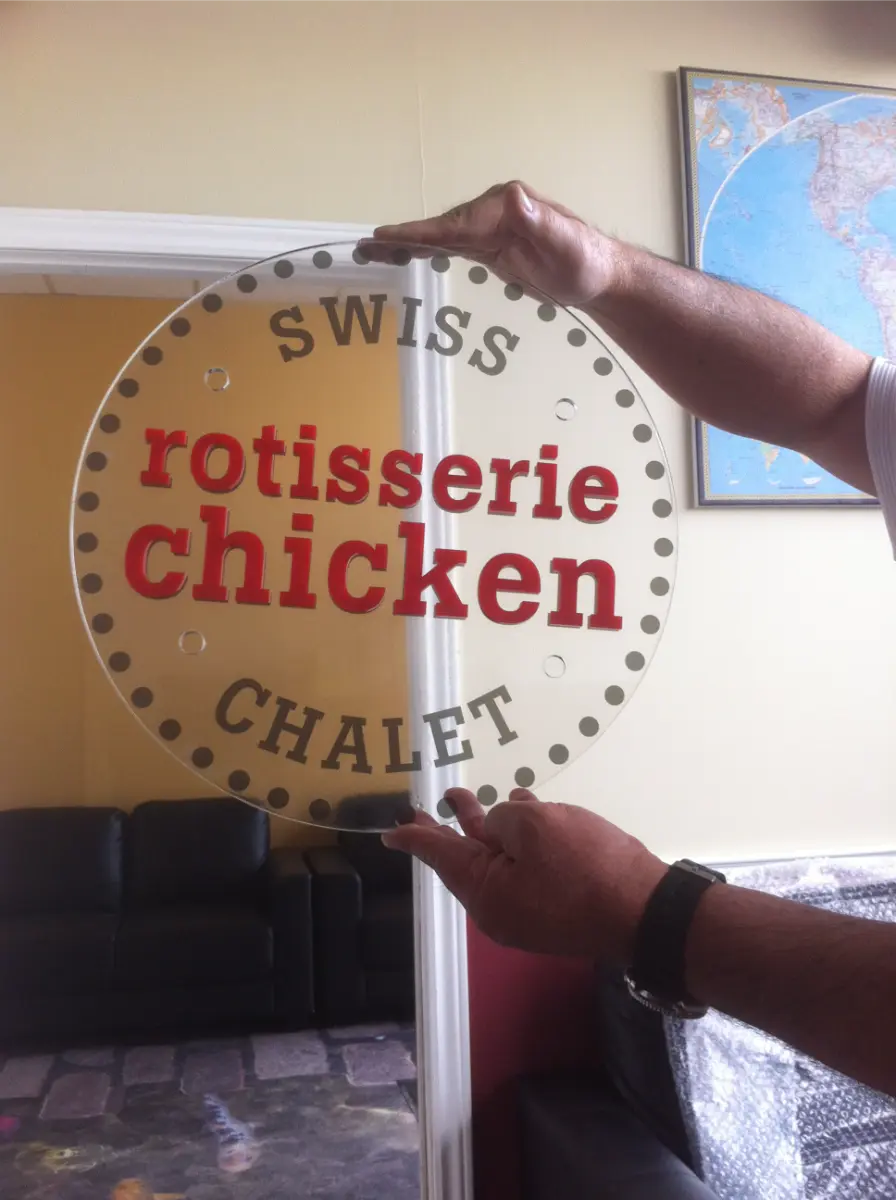 SWISS
rotisserie
chicken
CHALET